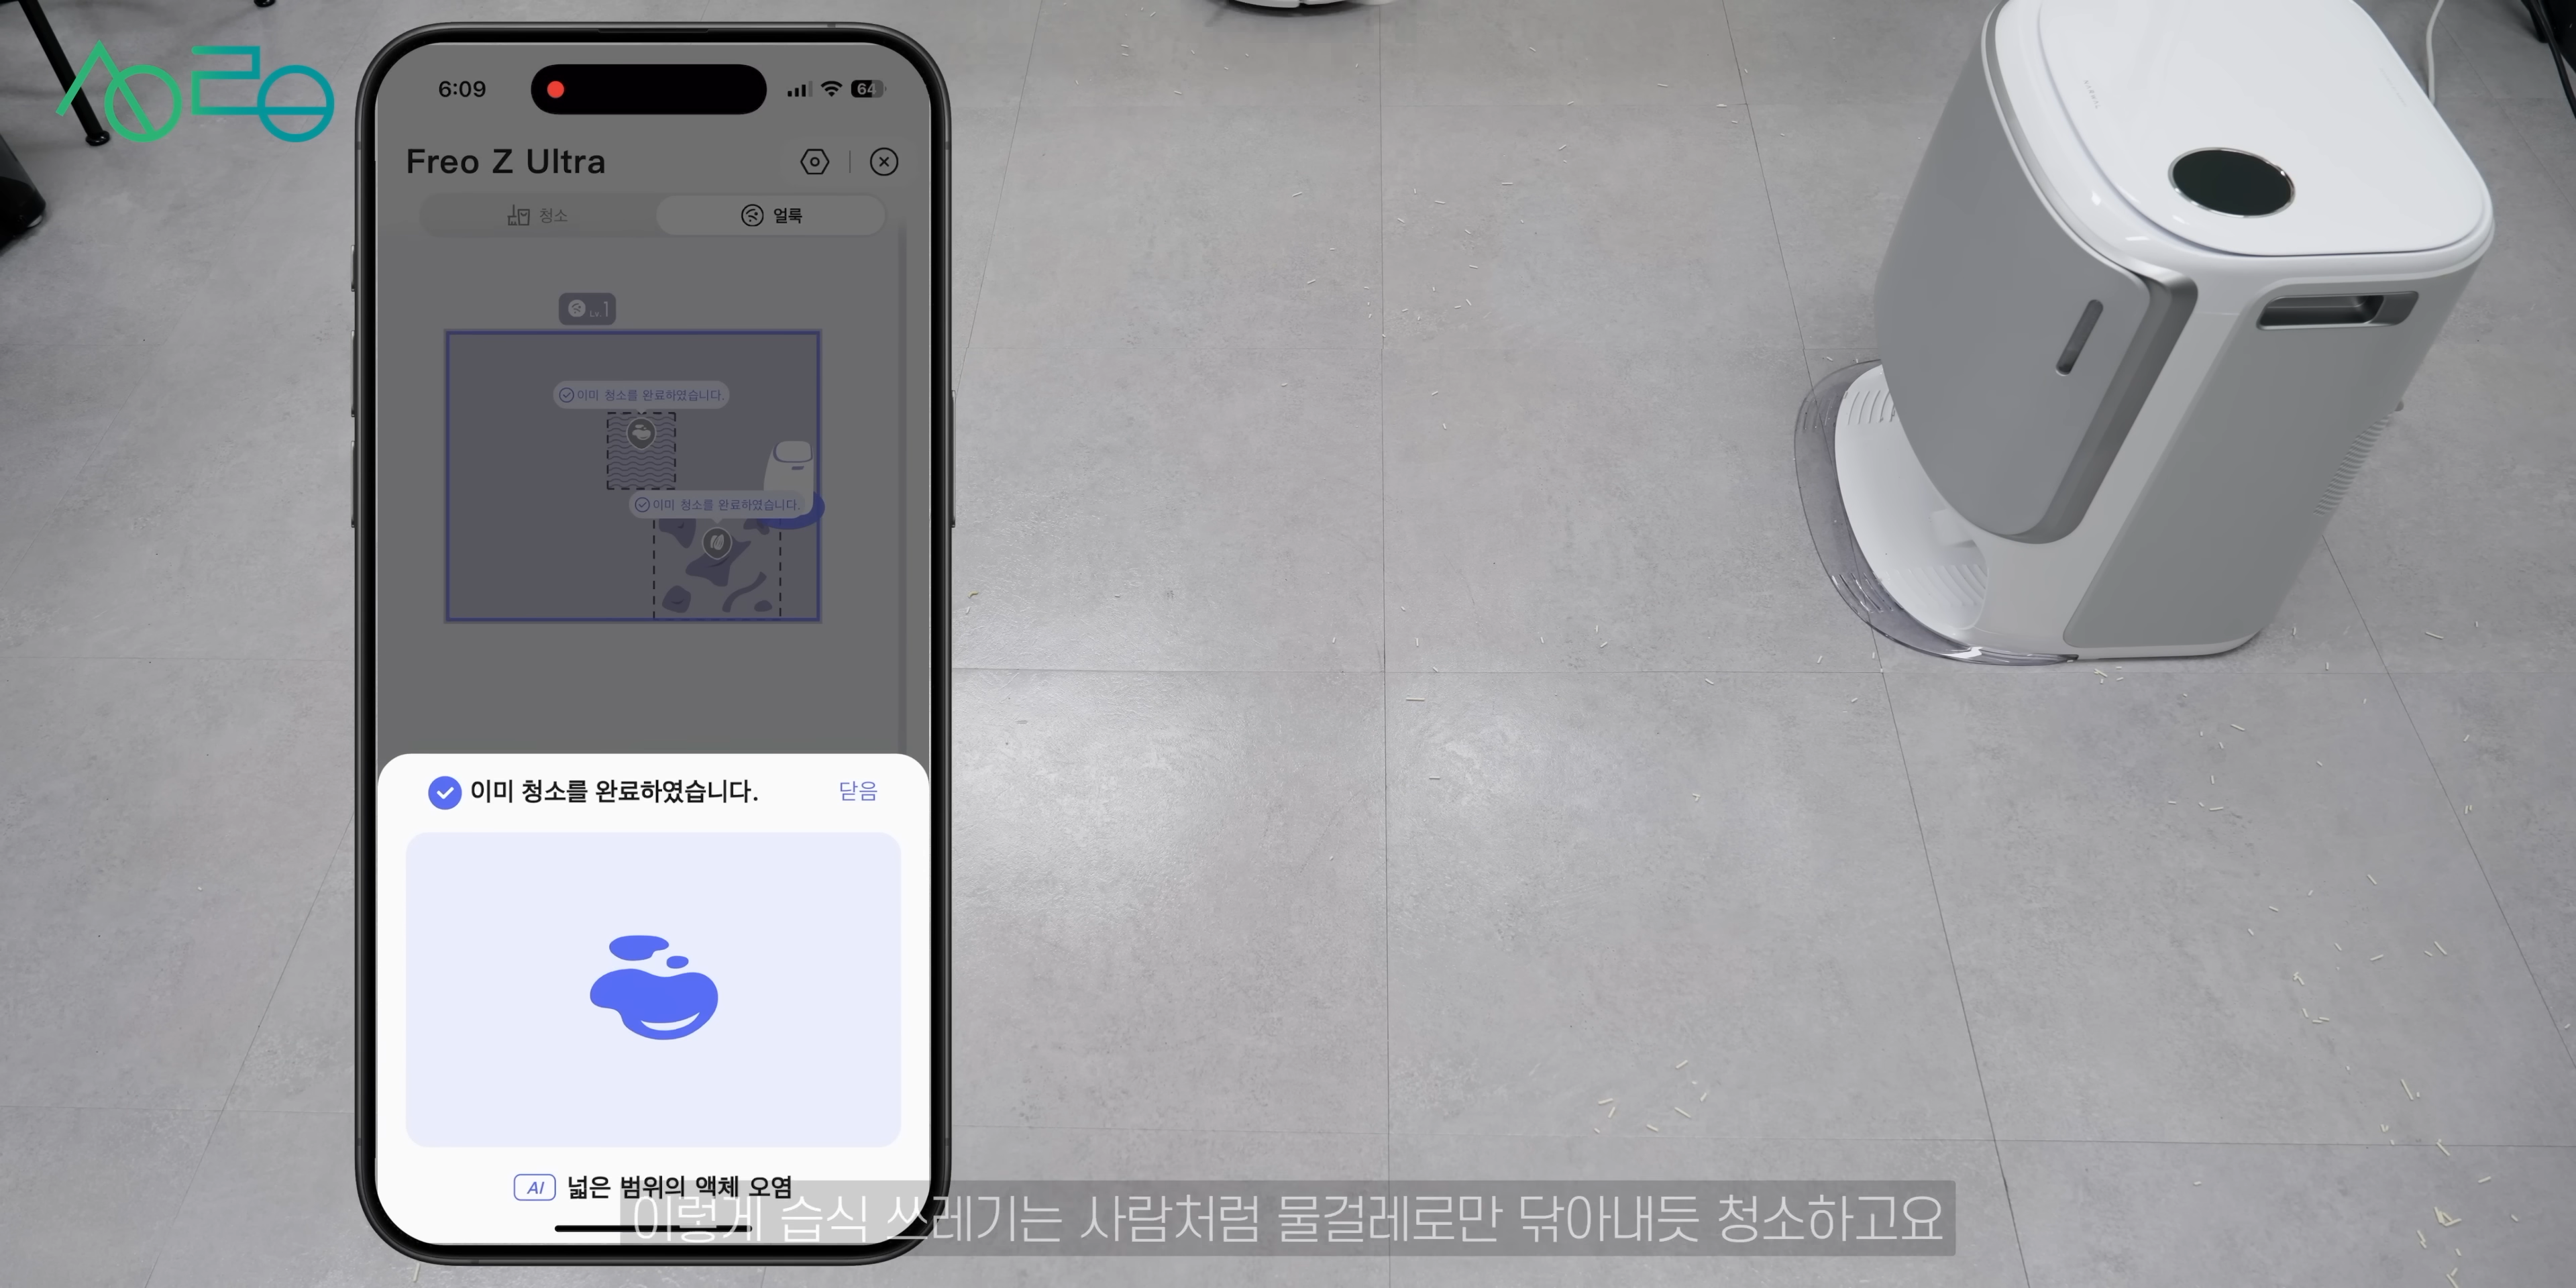 6:09
64
Freo Z Ultra
청소
얼룩
Lv.1
이미 청소를 완료하였습니다.
이미 청소를 완료하였습니다.
이미 청소를 완료하였습니다.
닫음
AI 넓은 범위의 액체 오염
이렇게 습식 쓰레기는 사람처럼 물걸레로만 닦아내듯 청소하고요